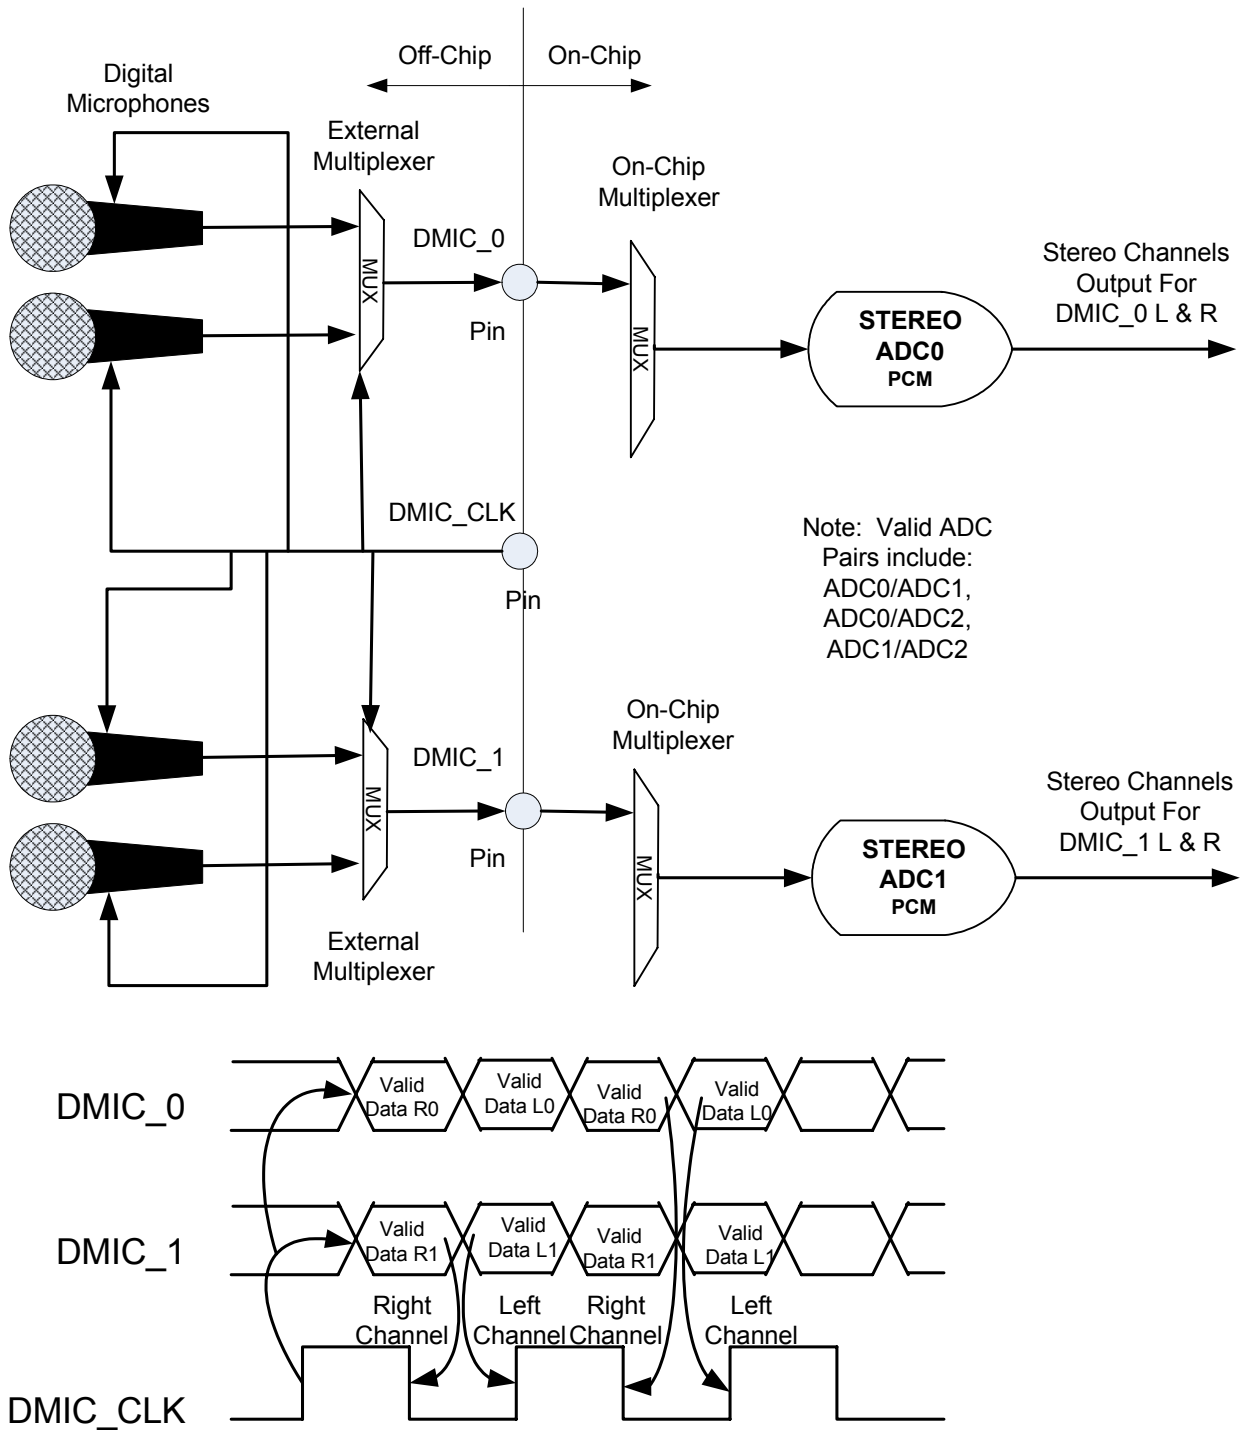 Off-Chip
On-Chip
Digital
Microphones
External
Multiplexer
On-Chip
Multiplexer
MUX
DMIC_0
Pin
MUX
STEREO
ADC0
PCM
Stereo Channels
Output For
DMIC_0 L & R
DMIC_CLK
Pin
Note: Valid ADC
Pairs include:
ADC0/ADC1,
ADC0/ADC2,
ADC1/ADC2
On-Chip
Multiplexer
MUX
DMIC_1
Pin
MUX
STEREO
ADC1
PCM
Stereo Channels
Output For
DMIC_1 L & R
External
Multiplexer
DMIC_0
Valid
Data R0
Valid
Data L0
Valid
Data R0
Valid
Data L0
DMIC_1
Valid
Data R1
Valid
Data L1
Valid
Data R1
Valid
Data L1
Right
Channel
Left
Channel
Right
Channel
Left
Channel
DMIC_CLK